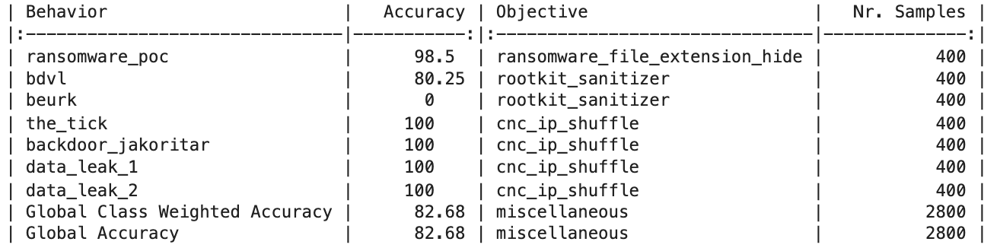 | Behavior                       |   Accuracy | Objective                      |   Nr. Samples |
|:-------------------------------|-----------:|:-------------------------------|--------------:|
| ransomware_poc                 |      98.5  | ransomware_file_extension_hide |           400 |
| bdvl                           |      80.25 | rootkit_sanitizer              |           400 |
| beurk                          |       0    | rootkit_sanitizer              |           400 |
| the_tick                       |     100    | cnc_ip_shuffle                 |           400 |
| backdoor_jakoritar             |     100    | cnc_ip_shuffle                 |           400 |
| data_leak_1                    |     100    | cnc_ip_shuffle                 |           400 |
| data_leak_2                    |     100    | cnc_ip_shuffle                 |           400 |
| Global Class Weighted Accuracy |      82.68 | miscellaneous                  |          2800 |
| Global Accuracy                |      82.68 | miscellaneous                  |          2800 |